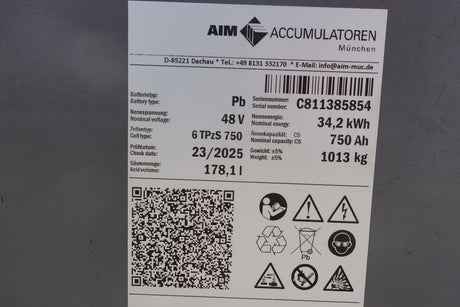 AIM ACCUMULATOREN
München
D-85221 Dachau * Tel.: +49 8131 332170 * E-Mail: info@aim-muc.de
Batterietyp:
Battery type: Pb
Seriennummer:
Serial number: C811385854
Nennspannung:
Nominal voltage: 48 V
Nennenergie:
Nominal energy: 34,2 kWh
Zellentyp:
Cell type: 6 TPzS 750
Nennkapazität: C5
Nominal capacity: C5 750 Ah
Prüfdatum:
Check date: 23/2025
Gewicht: ±5%
Weight: ±5% 1013 kg
Säuremenge:
Acid volume: 178,1 l
Pb